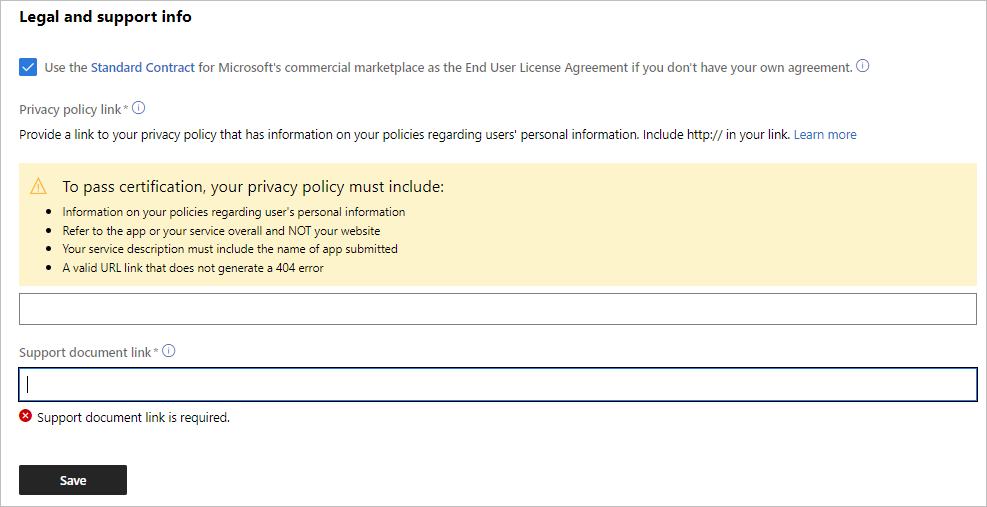 Legal and support info
Use the Standard Contract for Microsoft's commercial marketplace as the End User License Agreement if you don't have your own agreement.
Privacy policy link*
Provide a link to your privacy policy that has information on your policies regarding users' personal information. Include http:// in your link. Learn more
To pass certification, your privacy policy must include:
Information on your policies regarding user's personal information
Refer to the app or your service overall and NOT your website
Your service description must include the name of app submitted
A valid URL link that does not generate a 404 error
Support document link*
Support document link is required.
Save